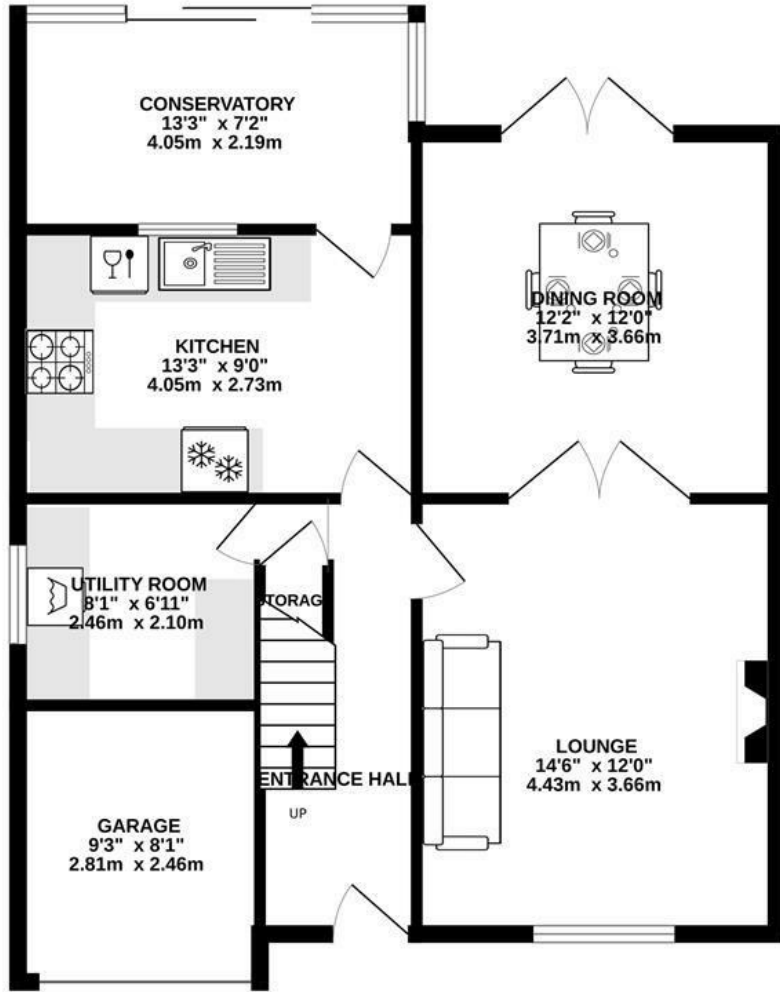 CONSERVATORY
13'3" x 7'2"
4.05m x 2.19m
DINING ROOM
12'2" x 12'0"
3.71m x 3.66m
KITCHEN
13'3" x 9'0"
4.05m x 2.73m
UTILITY ROOM
8'1" x 6'11"
2.46m x 2.10m
STORAG
LOUNGE
14'6" x 12'0"
4.43m x 3.66m
ENTRANCE HALL
UP
GARAGE
9'3" x 8'1"
2.81m x 2.46m